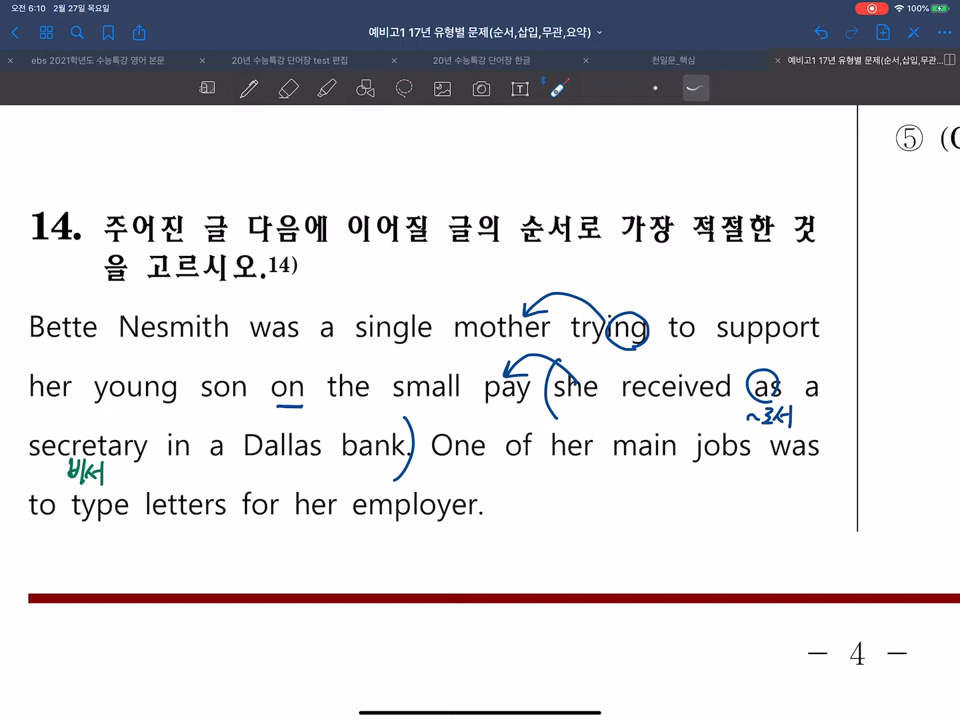 오전 6:10 2월 27일 목요일
100%
예비고1 17년 유형별 문제(순서,삽입,무관,요약)
ebs 2021학년도 수능특강 영어 본문
20년 수능특강 단어장 test 편집
20년 수능특강 단어장 한글
천일문_핵심
예비고1 17년 유형별 문제(순서,삽입,무관,요약)...
T
⑤ (
14. 주어진 글 다음에 이어질 글의 순서로 가장 적절한 것
을 고르시오.14)
Bette Nesmith was a single mother trying to support
her young son on the small pay she received as a
~로서
secretary in a Dallas bank. One of her main jobs was
비서
to type letters for her employer.
- 4 -